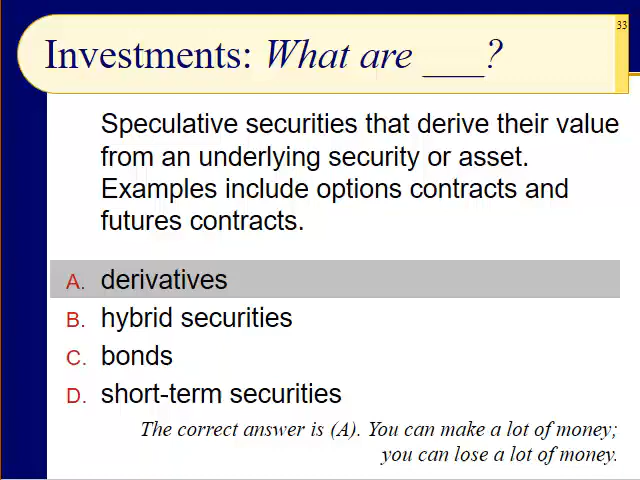 33
Investments: What are ___?
Speculative securities that derive their value
from an underlying security or asset.
Examples include options contracts and
futures contracts.
A. derivatives
B. hybrid securities
C. bonds
D. short-term securities
The correct answer is (A). You can make a lot of money;
you can lose a lot of money.